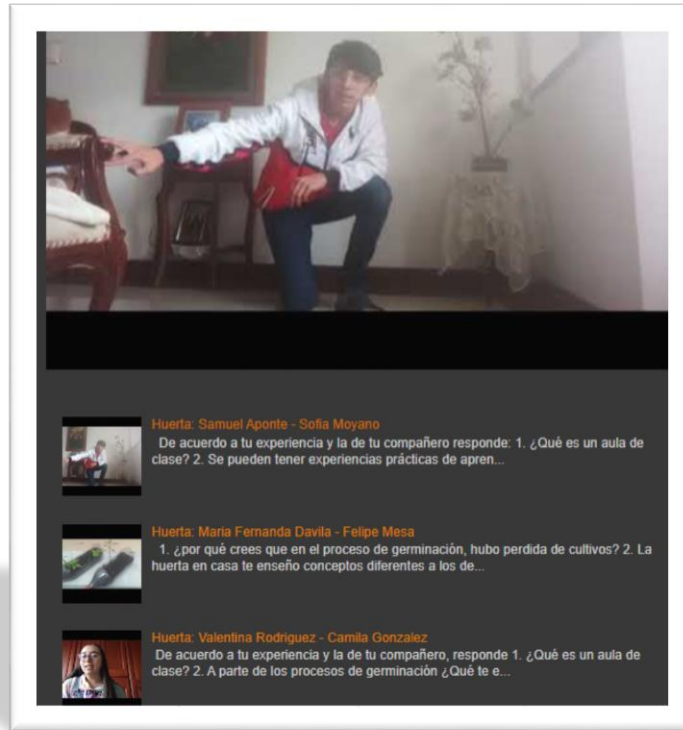 Huerta: Samuel Aponte - Sofia Moyano
De acuerdo a tu experiencia y la de tu compañero responde: 1. ¿Qué es un aula de
clase? 2. Se pueden tener experiencias prácticas de apren...
Huerta: Maria Fernanda Davila - Felipe Mesa
1. ¿por qué crees que en el proceso de germinación, hubo perdida de cultivos? 2. La
huerta en casa te enseño conceptos diferentes a los de...
Huerta: Valentina Rodriguez - Camila Gonzalez
De acuerdo a tu experiencia y la de tu compañero, responde 1. ¿Qué es un aula de
clase? 2. A parte de los procesos de germinación ¿Qué te e...